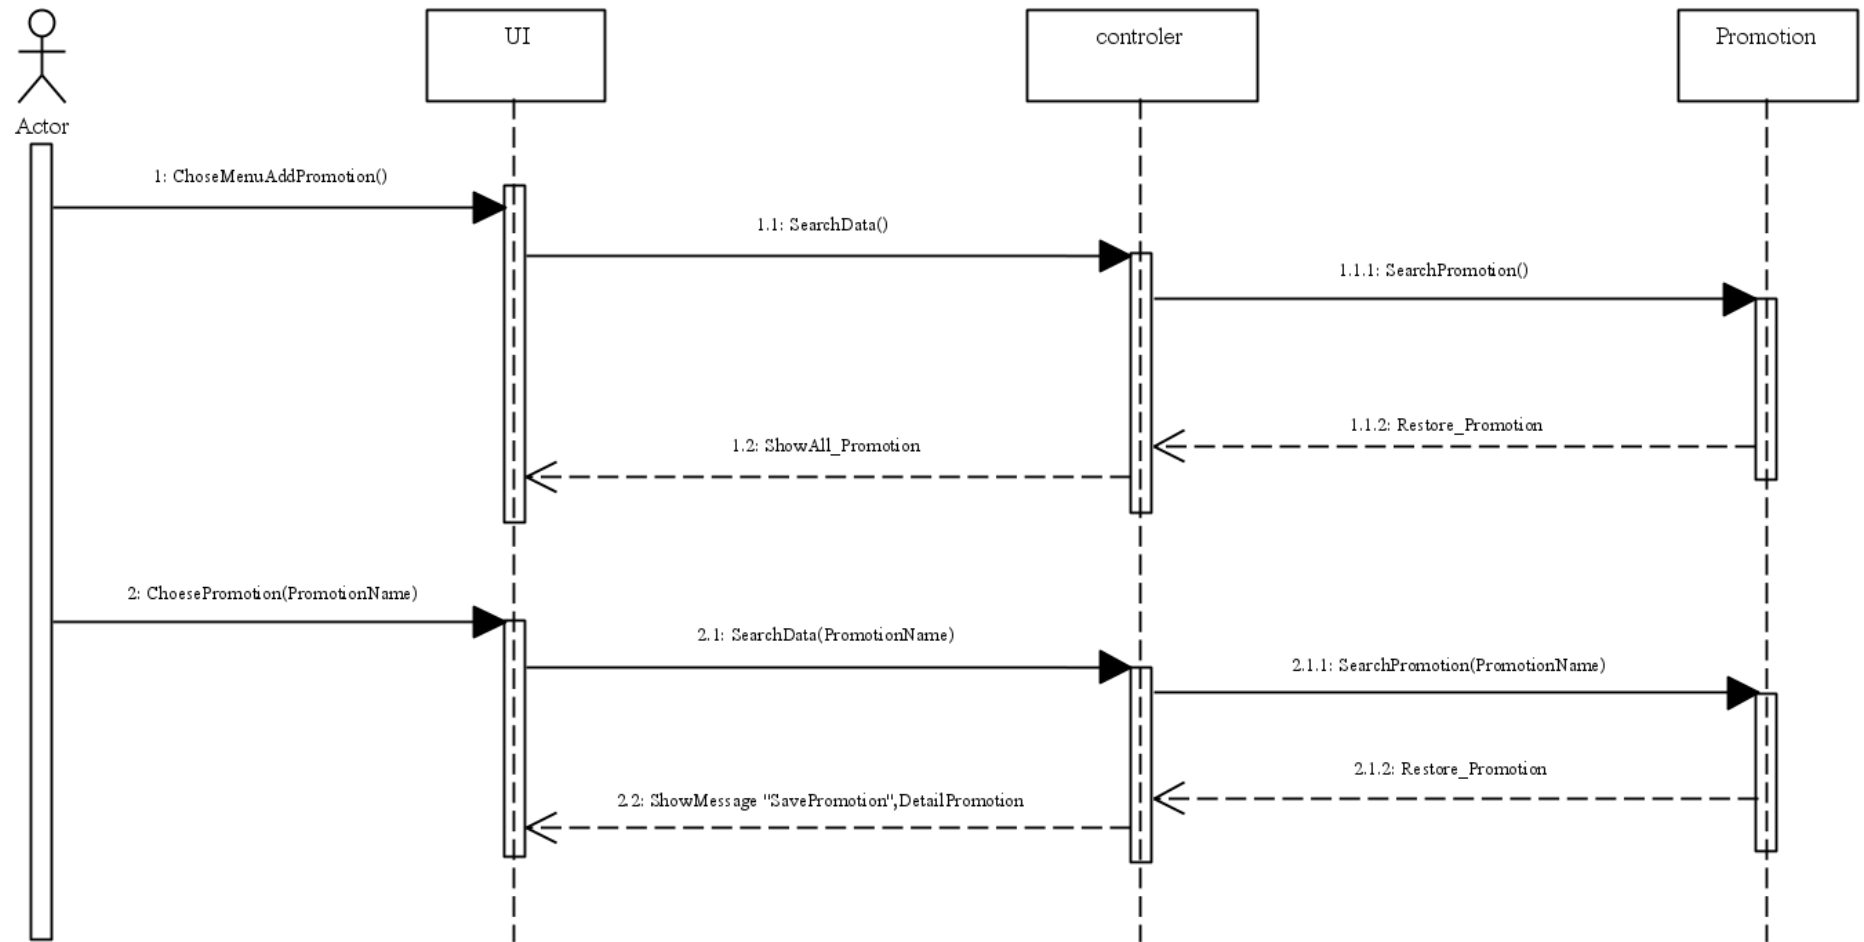 UI
controler
Promotion
Actor
1: ChoseMenuAddPromotion()
1.1: SearchData()
1.1.1: SearchPromotion()
1.1.2: Restore_Promotion
1.2: ShowAll_Promotion
2: ChoesePromotion(PromotionName)
2.1: SearchData(PromotionName)
2.1.1: SearchPromotion(PromotionName)
2.1.2: Restore_Promotion
2.2: ShowMessage "SavePromotion",DetailPromotion